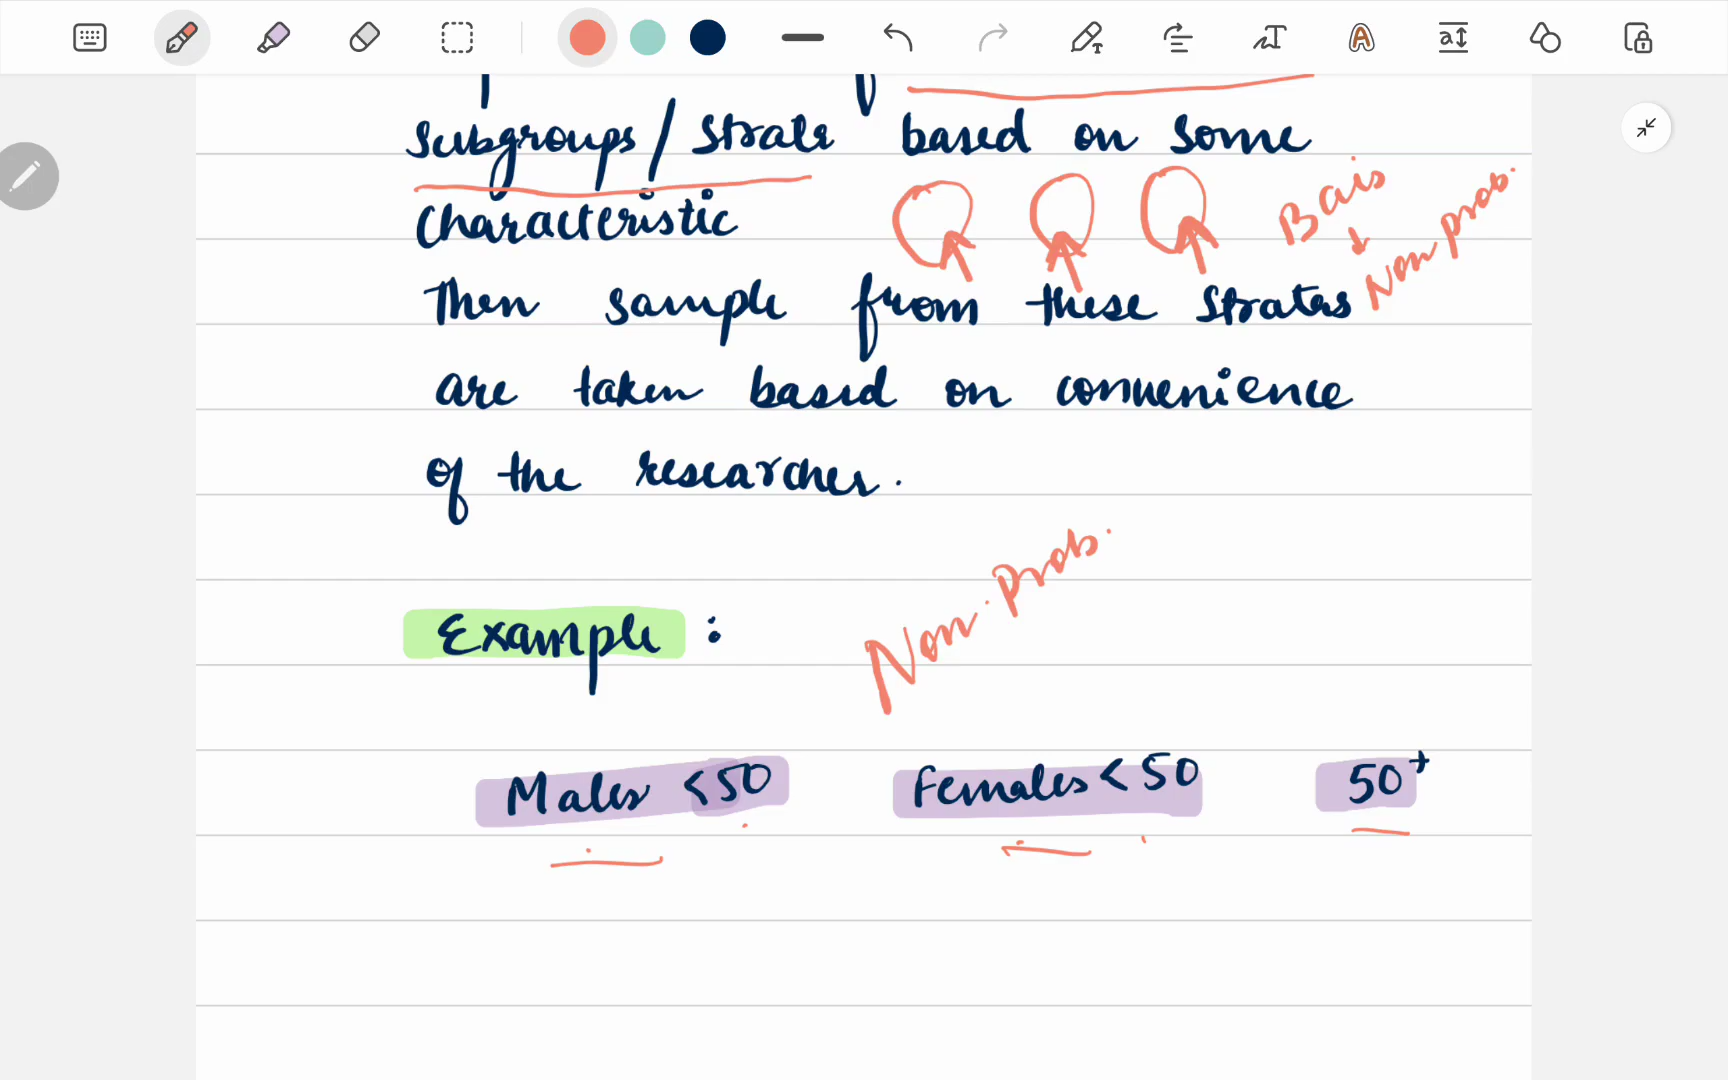 subgroups / strata based on some
characteristic
Bais
↓
Non prob.
Then sample from these stratas
are taken based on convenience
of the researcher.
Example :
Non-Prob.
Males <50 Females <50 50+